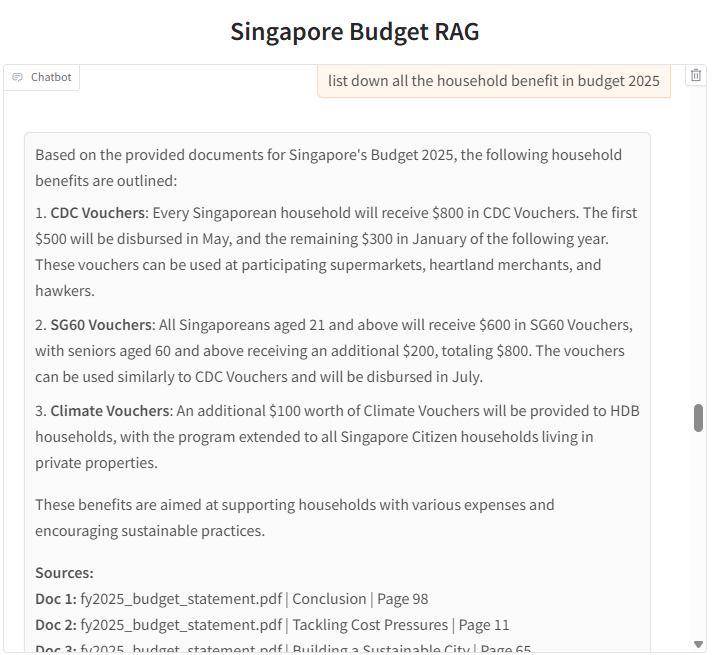 Singapore Budget RAG
Chatbot
list down all the household benefit in budget 2025
Based on the provided documents for Singapore's Budget 2025, the following household
benefits are outlined:
1. CDC Vouchers: Every Singaporean household will receive $800 in CDC Vouchers. The first
$500 will be disbursed in May, and the remaining $300 in January of the following year.
These vouchers can be used at participating supermarkets, heartland merchants, and
hawkers.
2. SG60 Vouchers: All Singaporeans aged 21 and above will receive $600 in SG60 Vouchers,
with seniors aged 60 and above receiving an additional $200, totaling $800. The vouchers
can be used similarly to CDC Vouchers and will be disbursed in July.
3. Climate Vouchers: An additional $100 worth of Climate Vouchers will be provided to HDB
households, with the program extended to all Singapore Citizen households living in
private properties.
These benefits are aimed at supporting households with various expenses and
encouraging sustainable practices.
Sources:
Doc 1: fy2025_budget_statement.pdf | Conclusion | Page 98
Doc 2: fy2025_budget_statement.pdf | Tackling Cost Pressures | Page 11
Doc 3: fy2025_budget_statement.pdf | Building a Sustainable City | Page 65